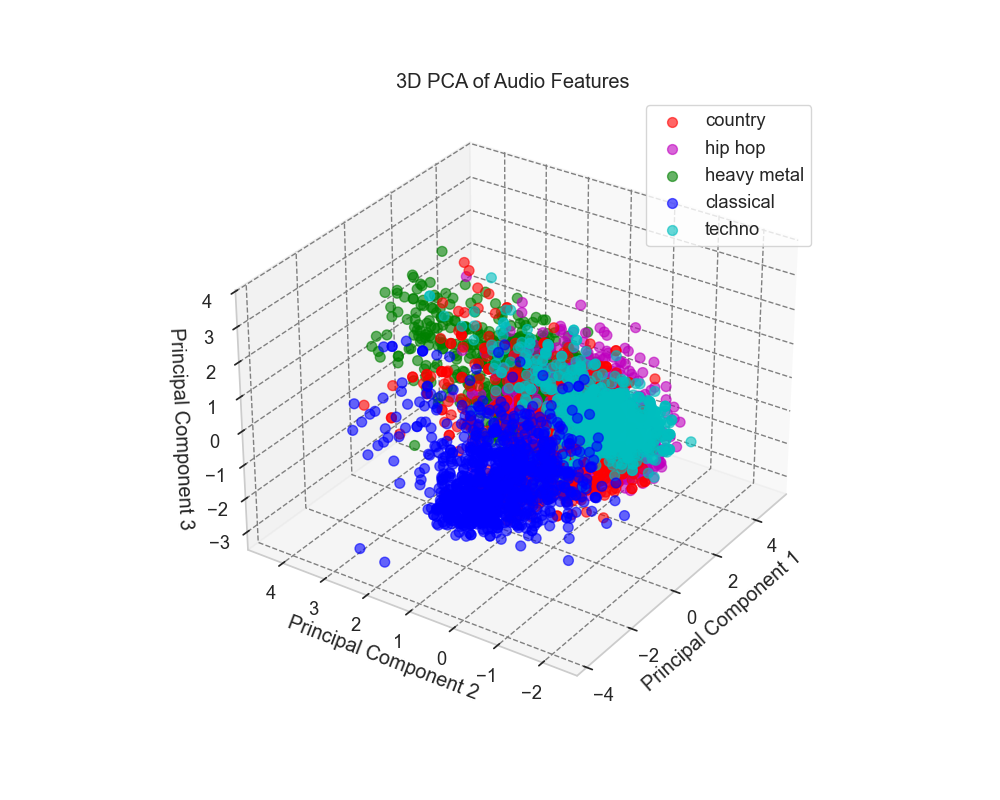 3D PCA of Audio Features
country
hip hop
heavy metal
classical
techno
4
3
2
1
0
−1
−2
−3
Principal Component 3
4
3
2
1
0
−1
−2
Principal Component 2
−4
−2
0
2
4
Principal Component 1